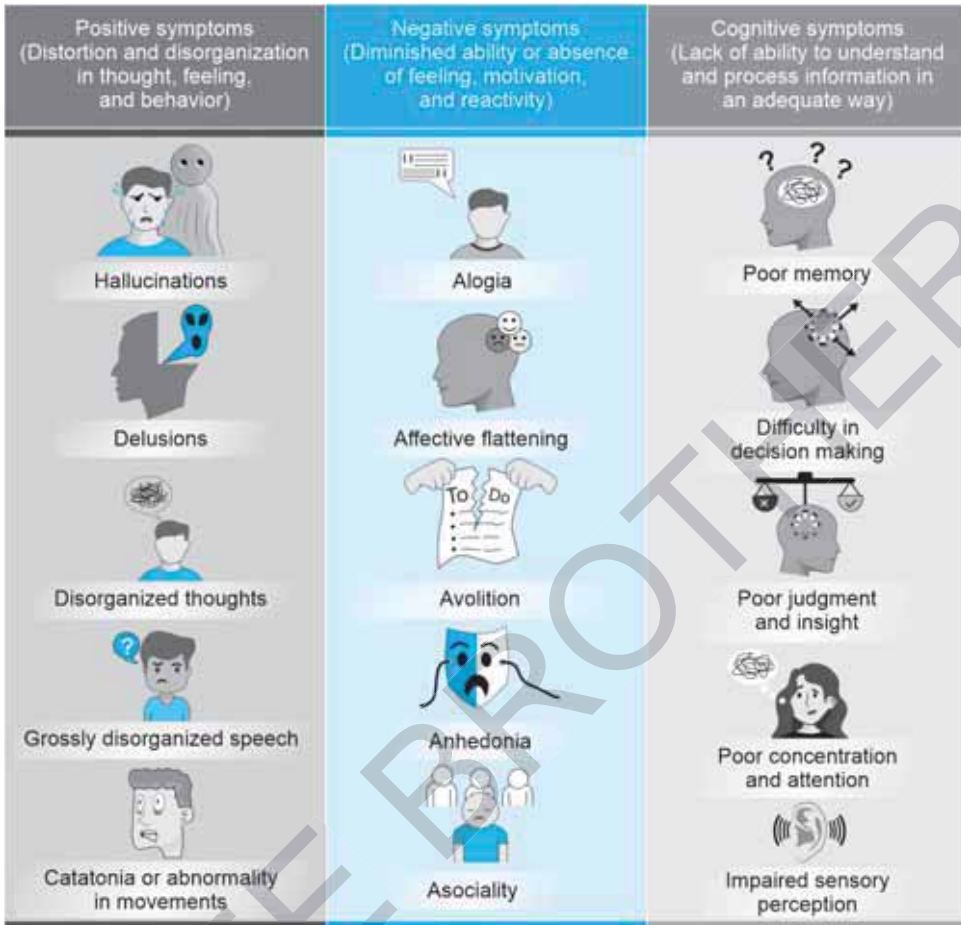 Positive symptoms
(Distortion and disorganization
in thought, feeling,
and behavior)
Hallucinations
Delusions
Disorganized thoughts
?
Grossly disorganized speech
Catatonia or abnormality
in movements
Negative symptoms
(Diminished ability or absence
of feeling, motivation,
and reactivity)
Alogia
Affective flattening
To Do
Avolition
Anhedonia
Asociality
Cognitive symptoms
(Lack of ability to understand
and process information in
an adequate way)
? ? ?
Poor memory
Difficulty in
decision making
Poor judgment
and insight
Poor concentration
and attention
Impaired sensory
perception